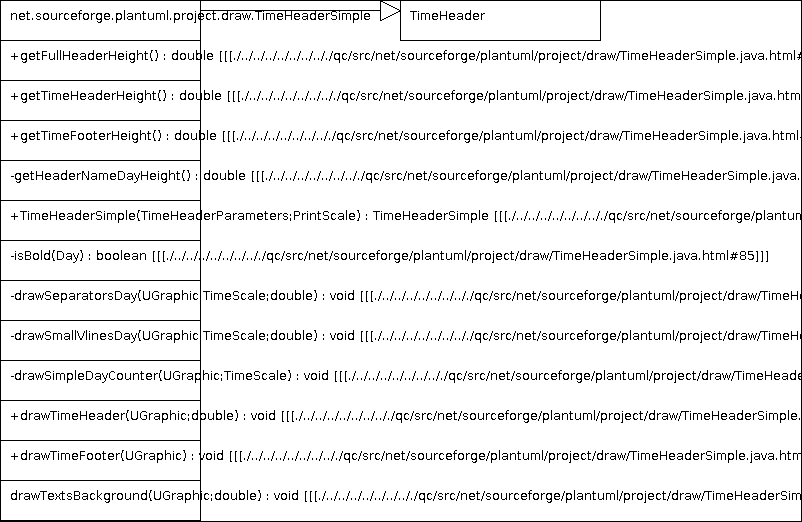 net.sourceforge.plantuml.project.draw.TimeHeaderSimple
TimeHeader
+getFullHeaderHeight() : double [[[./../../../../../../../../qc/src/net/sourceforge/plantuml/project/draw/TimeHeaderSimple.java.html#
+getTimeHeaderHeight() : double [[[./../../../../../../../../qc/src/net/sourceforge/plantuml/project/draw/TimeHeaderSimple.java.htm
+getTimeFooterHeight() : double [[[./../../../../../../../../qc/src/net/sourceforge/plantuml/project/draw/TimeHeaderSimple.java.html
-getHeaderNameDayHeight() : double [[[./../../../../../../../../qc/src/net/sourceforge/plantuml/project/draw/TimeHeaderSimple.java.
+TimeHeaderSimple(TimeHeaderParameters;PrintScale) : TimeHeaderSimple [[[./../../../../../../../../qc/src/net/sourceforge/plantum
-isBold(Day) : boolean [[[./../../../../../../../../qc/src/net/sourceforge/plantuml/project/draw/TimeHeaderSimple.java.html#85]]]
-drawSeparatorsDay(UGraphic;TimeScale;double) : void [[[./../../../../../../../../qc/src/net/sourceforge/plantuml/project/draw/TimeHe
-drawSmallVlinesDay(UGraphic;TimeScale;double) : void [[[./../../../../../../../../qc/src/net/sourceforge/plantuml/project/draw/TimeHe
-drawSimpleDayCounter(UGraphic;TimeScale) : void [[[./../../../../../../../../qc/src/net/sourceforge/plantuml/project/draw/TimeHeade
+drawTimeHeader(UGraphic;double) : void [[[./../../../../../../../../qc/src/net/sourceforge/plantuml/project/draw/TimeHeaderSimple.
+drawTimeFooter(UGraphic) : void [[[./../../../../../../../../qc/src/net/sourceforge/plantuml/project/draw/TimeHeaderSimple.java.htm
drawTextsBackground(UGraphic;double) : void [[[./../../../../../../../../qc/src/net/sourceforge/plantuml/project/draw/TimeHeaderSim